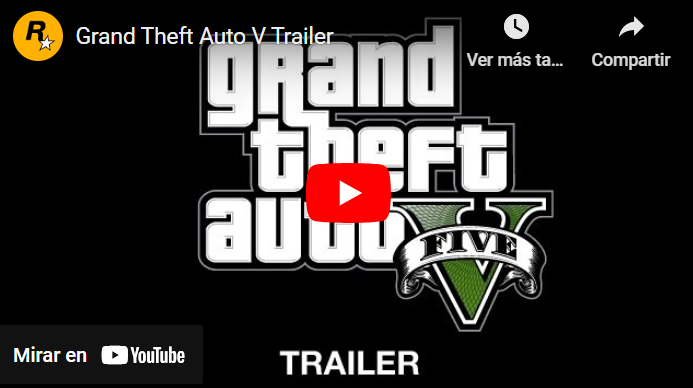 R
Grand Theft Auto V Trailer
Ver más ta...
Compartir
grand
theft
auto V
FIVE
TRAILER
Mirar en YouTube